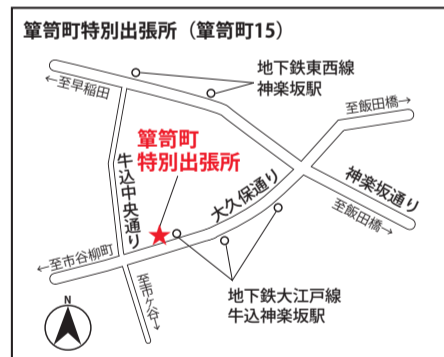 簞笥町特別出張所（簞笥町15）
地下鉄東西線
神楽坂駅
←至早稲田
至飯田橋→
簞笥町
特別出張所
牛込中央通り
大久保通り
神楽坂通り
至飯田橋→
←至市谷柳町
至市ケ谷→
地下鉄大江戸線
牛込神楽坂駅
N